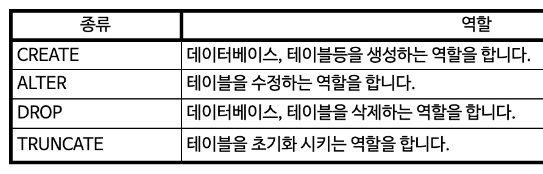 종류 역할
CREATE 데이터베이스, 테이블등을 생성하는 역할을 합니다.
ALTER 테이블을 수정하는 역할을 합니다.
DROP 데이터베이스, 테이블을 삭제하는 역할을 합니다.
TRUNCATE 테이블을 초기화 시키는 역할을 합니다.